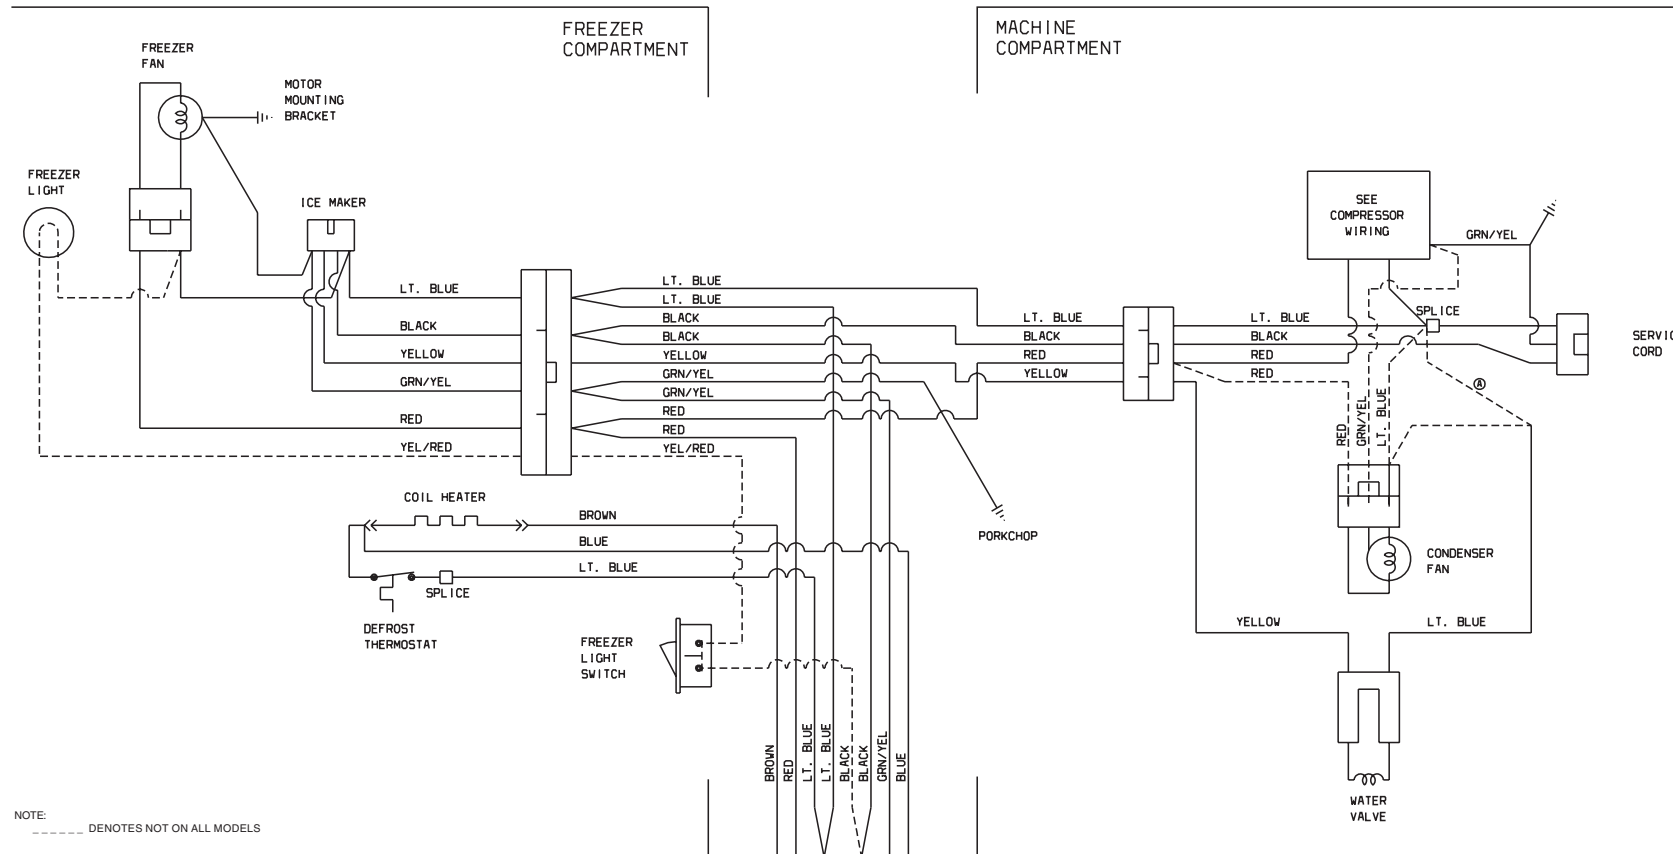 FREEZER
COMPARTMENT
MACHINE
COMPARTMENT
FREEZER
FAN
MOTOR
MOUNTING
BRACKET
FREEZER
LIGHT
ICE MAKER
LT. BLUE
BLACK
YELLOW
GRN/YEL
RED
YEL/RED
LT. BLUE
LT. BLUE
BLACK
BLACK
YELLOW
GRN/YEL
GRN/YEL
RED
RED
YEL/RED
LT. BLUE
BLACK
RED
YELLOW
SEE
COMPRESSOR
WIRING
GRN/YEL
SPLICE
LT. BLUE
BLACK
RED
RED
SERVIC
CORD
A
RED
GRN/YEL
LT. BLUE
COIL HEATER
BROWN
BLUE
LT. BLUE
SPLICE
DEFROST
THERMOSTAT
PORKCHOP
CONDENSER
FAN
FREEZER
LIGHT
SWITCH
YELLOW
LT. BLUE
BROWN
RED
LT. BLUE
LT. BLUE
BLACK
BLACK
GRN/YEL
BLUE
WATER
VALVE
NOTE:
______ DENOTES NOT ON ALL MODELS